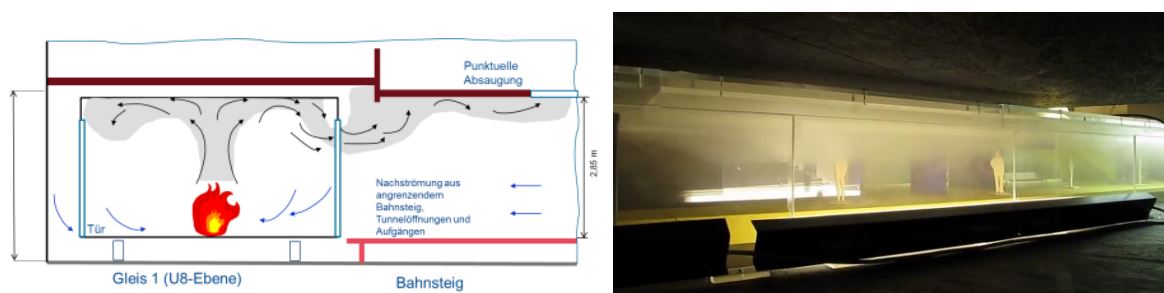 Punktuelle
Absaugung
2,85 m
Nachströmung aus
angrenzendem
Bahnsteig,
Tunnelöffnungen und
Aufgängen
Tür
Gleis 1 (U8-Ebene)
Bahnsteig